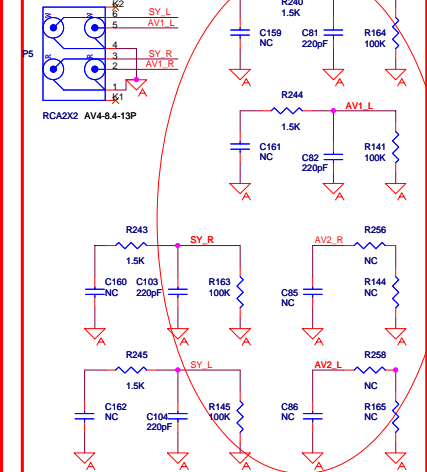 K2
6 SY_L
5 AV1_L
4
3 SY_R
2 AV1_R
1
K1
W W
R R
P5
RCA2X2 AV4-8.4-13P
A
R240
1.5K
C159
NC
C81
220pF
R164
100K
A A A
R244
1.5K
AV1_L
C161
NC
C82
220pF
R141
100K
A A A
R243
1.5K
SY_R
C160
NC
C103
220pF
R163
100K
A A A
AV2_R
R256
NC
C85
NC
R144
NC
A A
R245
1.5K
SY_L
C162
NC
C104
220pF
R145
100K
A A A
AV2_L
R258
NC
C86
NC
R165
NC
A A